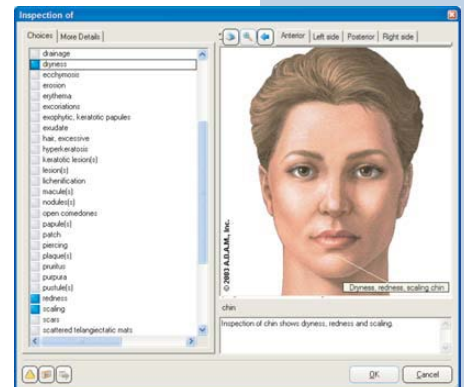 Inspection of
Choices
More Details
Anterior
Left side
Posterior
Right side
drainage
dryness
ecchymosis
erosion
erythema
excoriations
exophytic, keratotic papules
exudate
hair, excessive
hyperkeratosis
keratotic lesion(s)
lesion(s)
lichenification
macule(s)
nodules(s)
open comedones
papule(s)
patch
piercing
plaque(s)
pruritus
purpura
pustule(s)
redness
scaling
scars
scattered telangiectatic mats
© 2003 A.D.A.M., Inc.
Dryness, redness, scaling chin
chin
Inspection of chin shows dryness, redness and scaling.
OK
Cancel